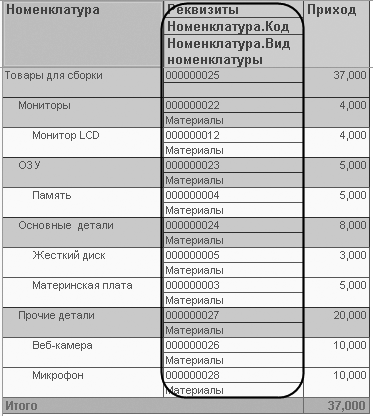 Номенклатура Реквизиты Приход
Номенклатура.Код
Номенклатура.Вид
номенклатуры
Товары для сборки 000000025 37,000
Мониторы 000000022 4,000
Материалы
Монитор LCD 000000012 4,000
Материалы
ОЗУ 000000023 5,000
Материалы
Память 000000004 5,000
Материалы
Основные детали 000000024 8,000
Материалы
Жесткий диск 000000005 3,000
Материалы
Материнская плата 000000003 5,000
Материалы
Прочие детали 000000027 20,000
Материалы
Веб-камера 000000026 10,000
Материалы
Микрофон 000000028 10,000
Материалы
Итого 37,000